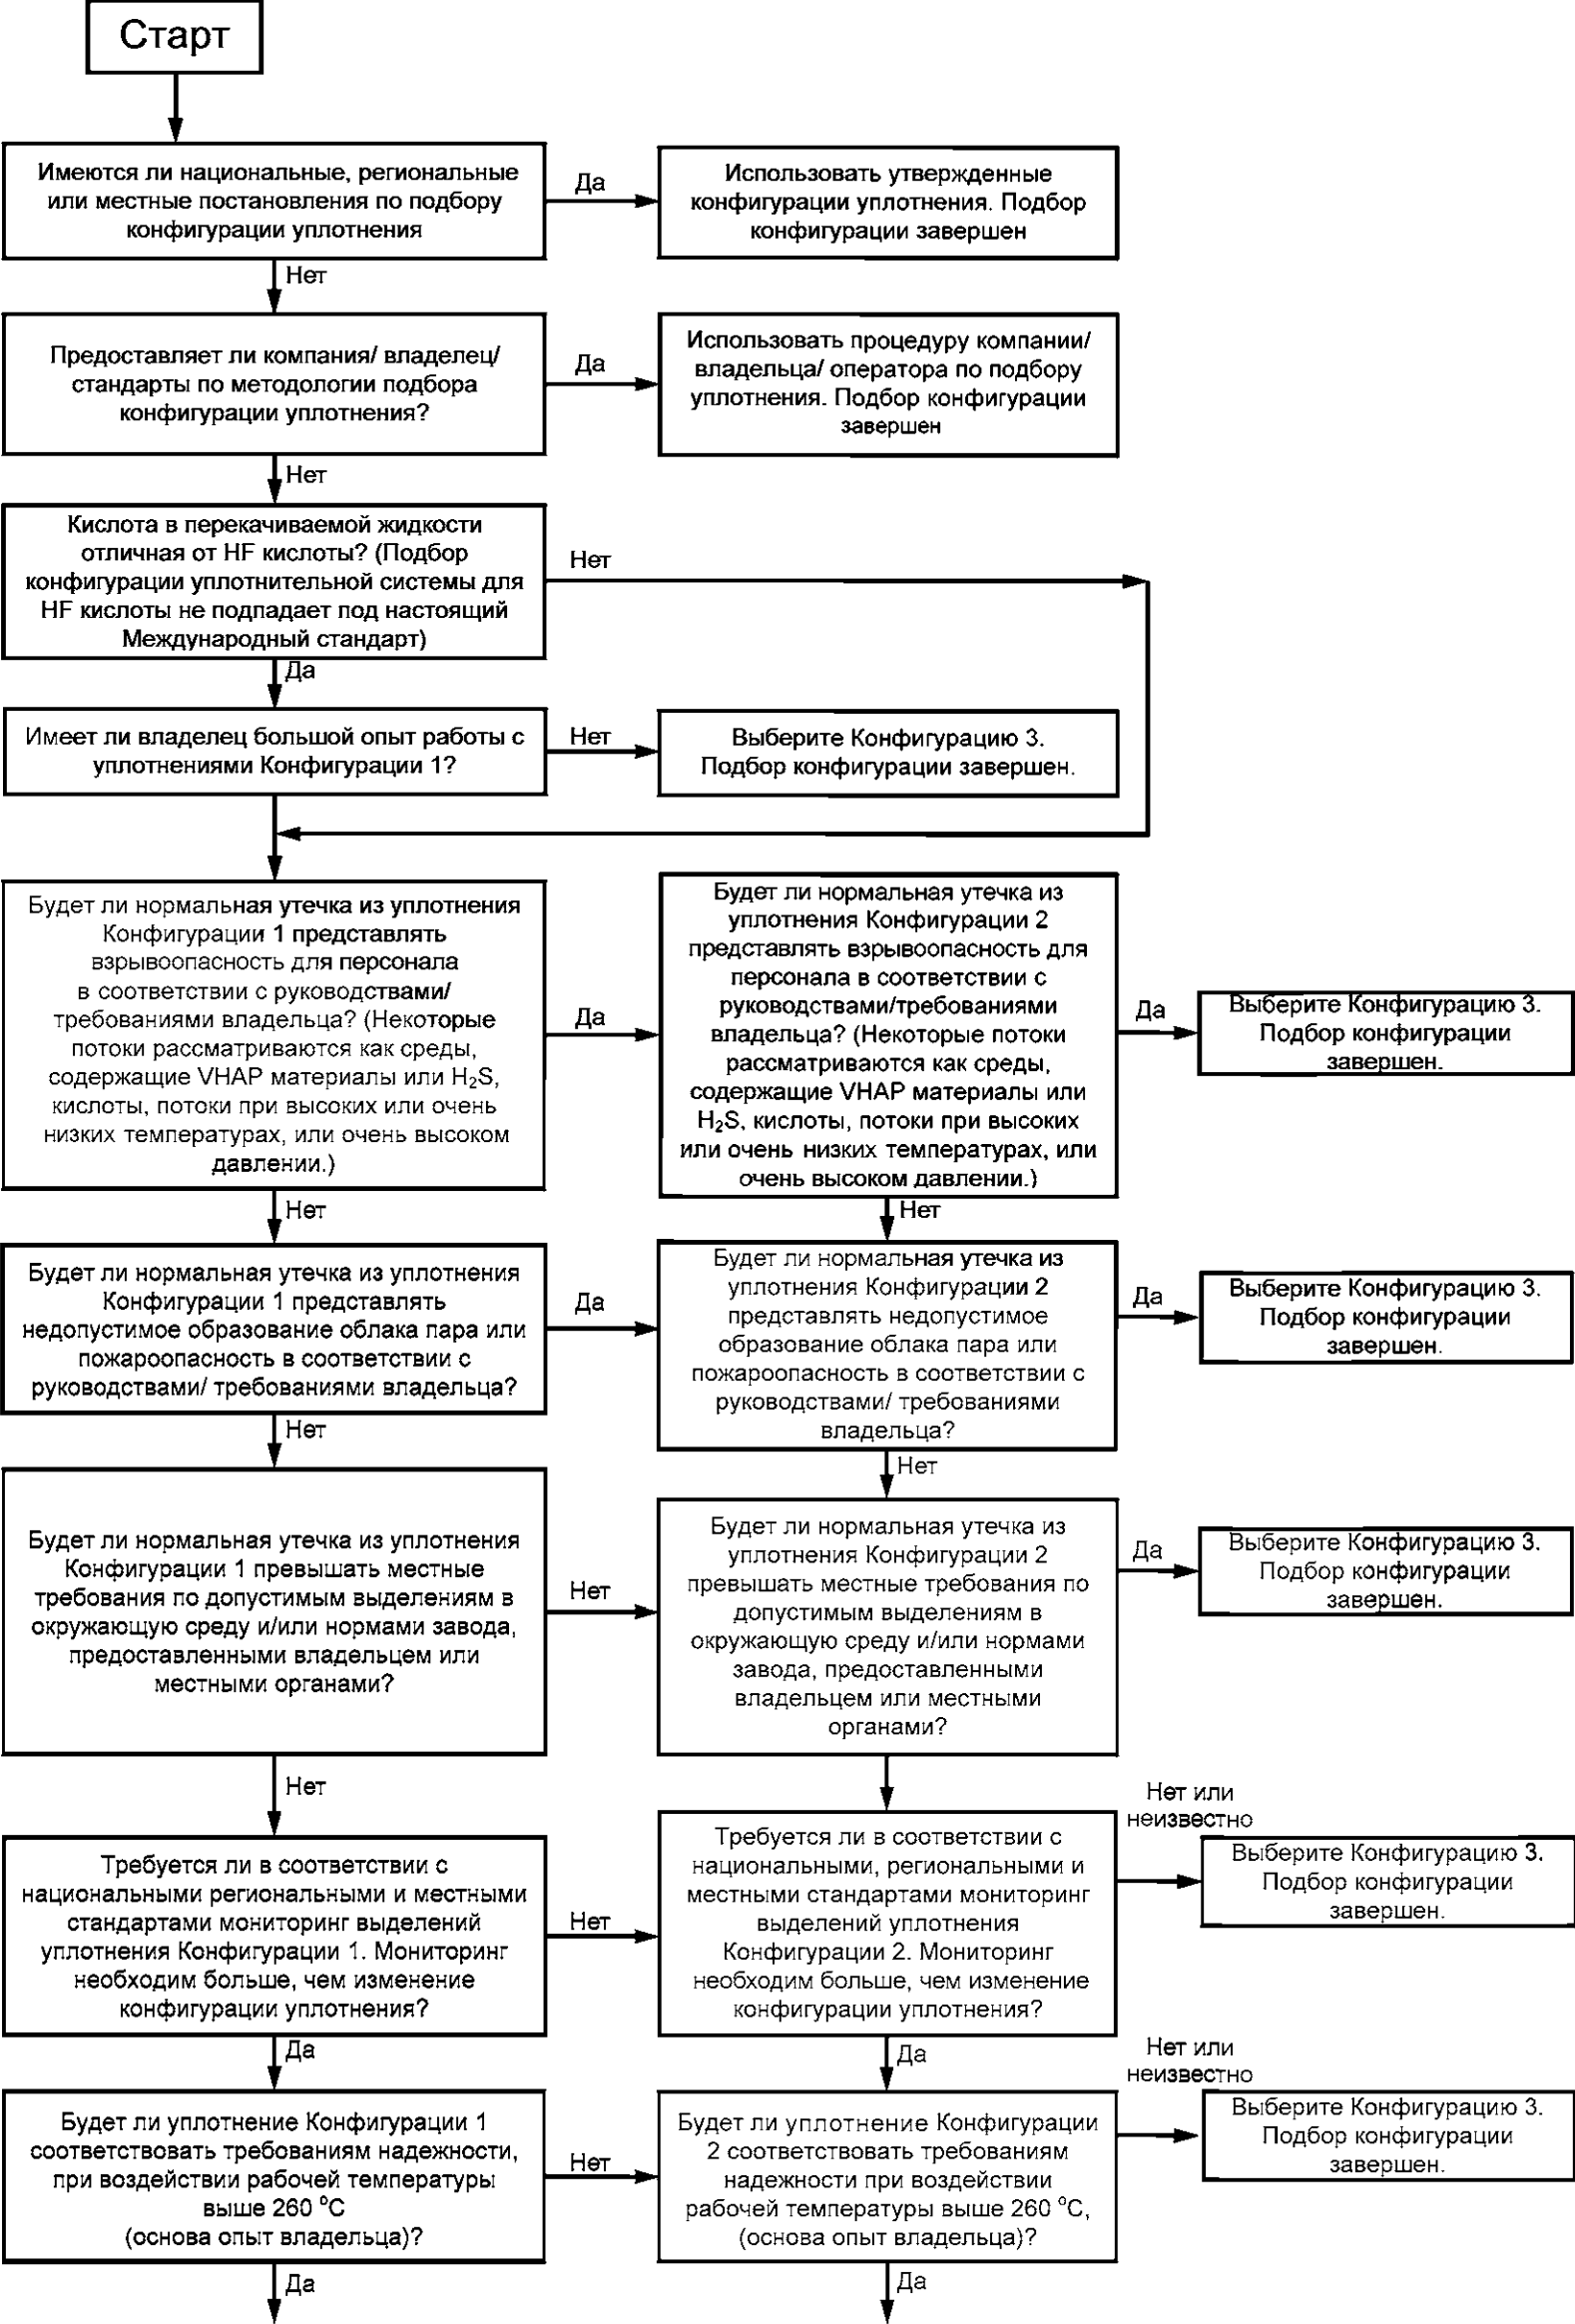 Старт
Имеются ли национальные, региональные
или местные постановления по подбору
конфигурации уплотнения
Да
Использовать утвержденные
конфигурации уплотнения. Подбор
конфигурации завершен
Нет
Предоставляет ли компания/ владелец/
стандарты по методологии подбора
конфигурации уплотнения?
Да
Использовать процедуру компании/
владельца/ оператора по подбору
уплотнения. Подбор конфигурации
завершен
Нет
Кислота в перекачиваемой жидкости
отличная от HF кислоты? (Подбор
конфигурации уплотнительной системы для
HF кислоты не подпадает под настоящий
Международный стандарт)
Нет
Да
Имеет ли владелец большой опыт работы с
уплотнениями Конфигурации 1?
Нет
Выберите Конфигурацию 3.
Подбор конфигурации завершен.
Будет ли нормальная утечка из уплотнения
Конфигурации 1 представлять
взрывоопасность для персонала
в соответствии с руководствами/
требованиями владельца? (Некоторые
потоки рассматриваются как среды,
содержащие VHAP материалы или H₂S,
кислоты, потоки при высоких или очень
низких температурах, или очень высоком
давлении.)
Да
Будет ли нормальная утечка из
уплотнения Конфигурации 2
представлять взрывоопасность для
персонала в соответствии с
руководствами/требованиями
владельца? (Некоторые потоки
рассматриваются как среды,
содержащие VHAP материалы или
H₂S, кислоты, потоки при высоких
или очень низких температурах, или
очень высоком давлении.)
Да
Выберите Конфигурацию 3.
Подбор конфигурации
завершен.
Нет
Нет
Будет ли нормальная утечка из уплотнения
Конфигурации 1 представлять
недопустимое образование облака пара или
пожароопасность в соответствии с
руководствами/ требованиями владельца?
Да
Будет ли нормальная утечка из
уплотнения Конфигурации 2
представлять недопустимое
образование облака пара или
пожароопасность в соответствии с
руководствами/ требованиями
владельца?
Да
Выберите Конфигурацию 3.
Подбор конфигурации
завершен.
Нет
Нет
Будет ли нормальная утечка из уплотнения
Конфигурации 1 превышать местные
требования по допустимым выделениям в
окружающую среду и/или нормами завода,
предоставленными владельцем или
местными органами?
Нет
Будет ли нормальная утечка из
уплотнения Конфигурации 2
превышать местные требования по
допустимым выделениям в
окружающую среду и/или нормами
завода, предоставленными
владельцем или местными
органами?
Да
Выберите Конфигурацию 3.
Подбор конфигурации
завершен.
Нет
Требуется ли в соответствии с
национальными региональными и местными
стандартами мониторинг выделений
уплотнения Конфигурации 1. Мониторинг
необходим больше, чем изменение
конфигурации уплотнения?
Нет
Требуется ли в соответствии с
национальными, региональными и
местными стандартами мониторинг
выделений уплотнения
Конфигурации 2. Мониторинг
необходим больше, чем изменение
конфигурации уплотнения?
Нет или
неизвестно
Выберите Конфигурацию 3.
Подбор конфигурации
завершен.
Да
Да
Будет ли уплотнение Конфигурации 1
соответствовать требованиям надежности,
при воздействии рабочей температуры
выше 260 °C
(основа опыт владельца)?
Нет
Будет ли уплотнение Конфигурации
2 соответствовать требованиям
надежности при воздействии
рабочей температуры выше 260 °C,
(основа опыт владельца)?
Нет или
неизвестно
Выберите Конфигурацию 3.
Подбор конфигурации
завершен.
Да
Да